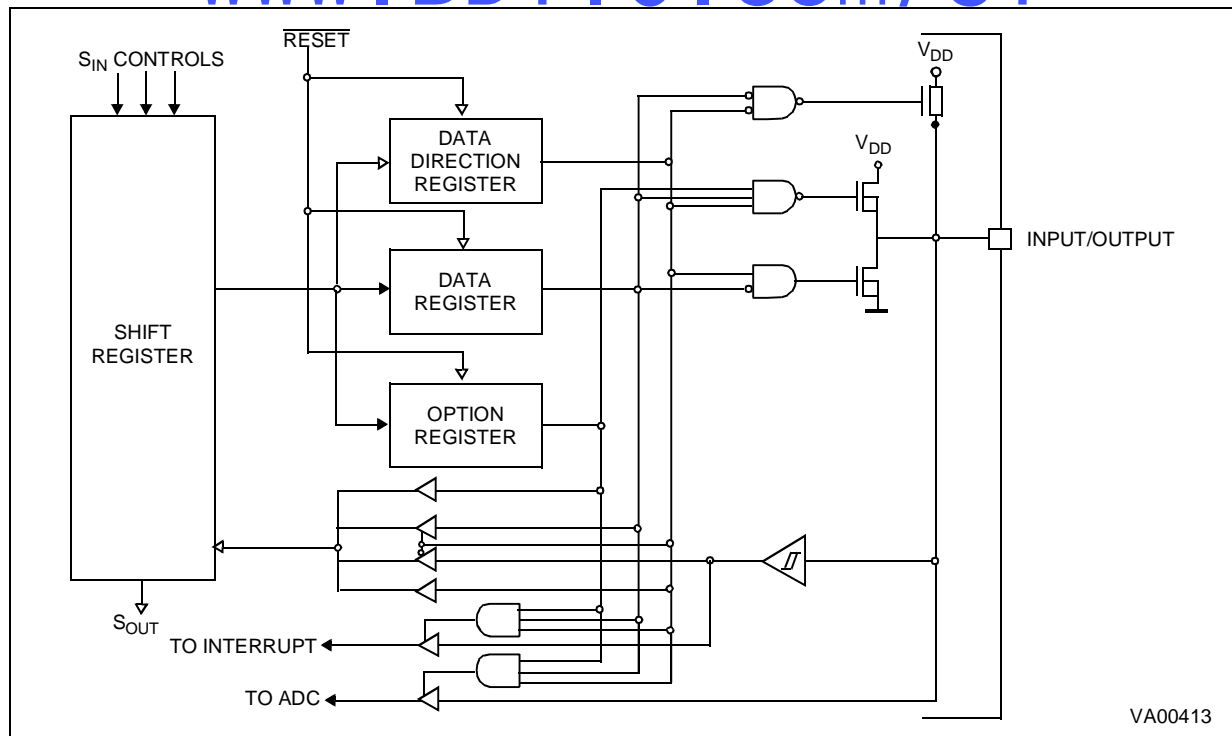 RESET
SIN CONTROLS
VDD
DATA
DIRECTION
REGISTER
VDD
INPUT/OUTPUT
DATA
REGISTER
SHIFT
REGISTER
OPTION
REGISTER
SOUT
TO INTERRUPT
TO ADC
VA00413